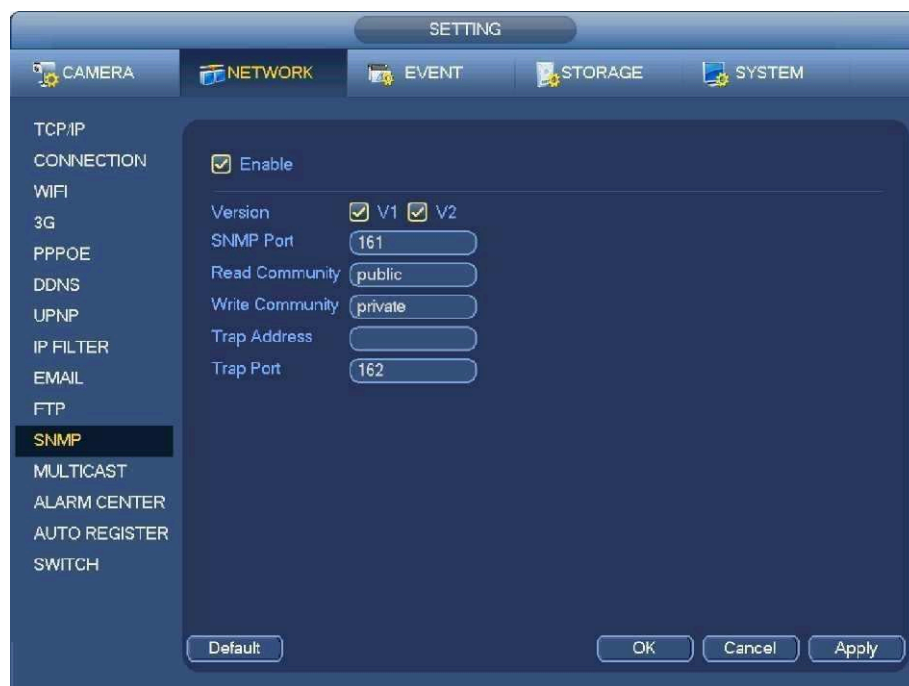 SETTING
CAMERA NETWORK EVENT STORAGE SYSTEM
TCP/IP
CONNECTION
WIFI
3G
PPPOE
DDNS
UPNP
IP FILTER
EMAIL
FTP
SNMP
MULTICAST
ALARM CENTER
AUTO REGISTER
SWITCH
Enable
Version V1 V2
SNMP Port 161
Read Community public
Write Community private
Trap Address
Trap Port 162
Default OK Cancel Apply